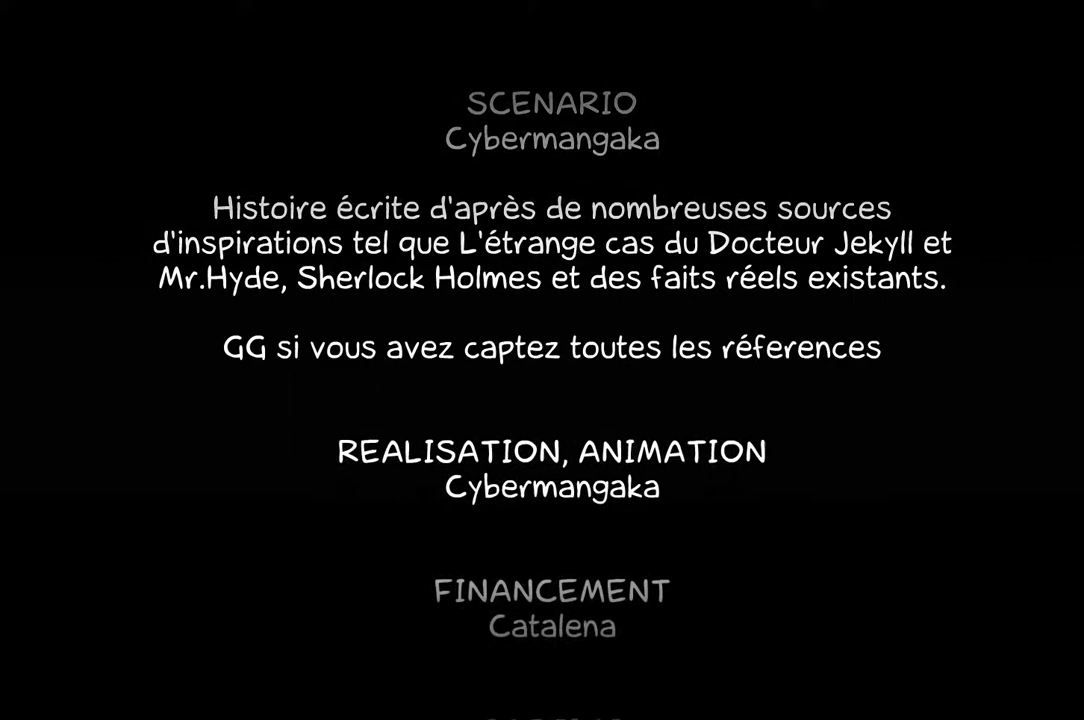 SCENARIO
Cybermangaka
Histoire écrite d'après de nombreuses sources
d'inspirations tel que L'étrange cas du Docteur Jekyll et
Mr.Hyde, Sherlock Holmes et des faits réels existants.
GG si vous avez captez toutes les réferences
REALISATION, ANIMATION
Cybermangaka
FINANCEMENT
Catalena